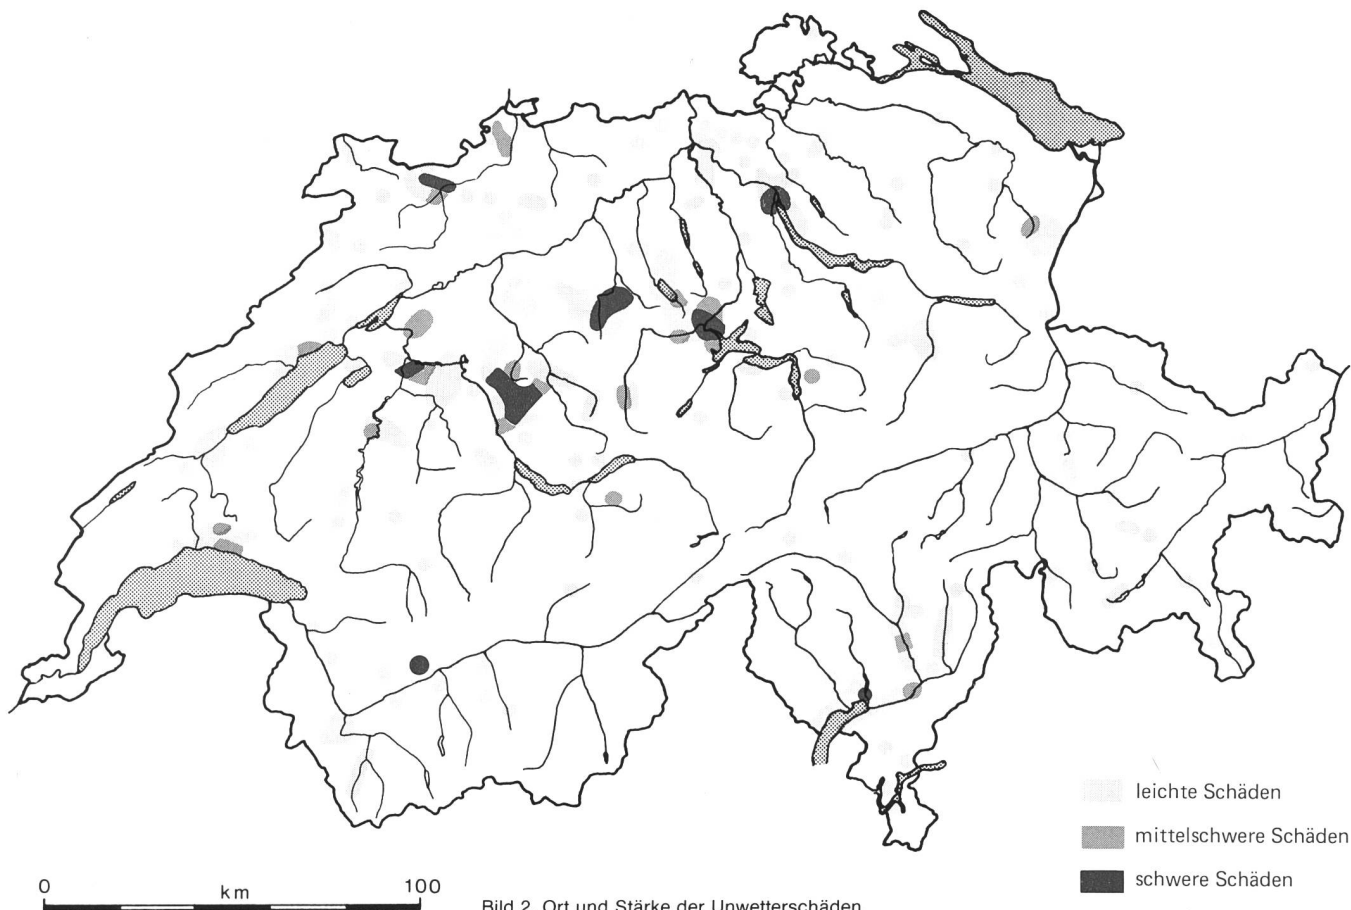 leichte Schäden
mittelschwere Schäden
schwere Schäden
0 km 100
Bild 2. Ort und Stärke der Unwetterschäden